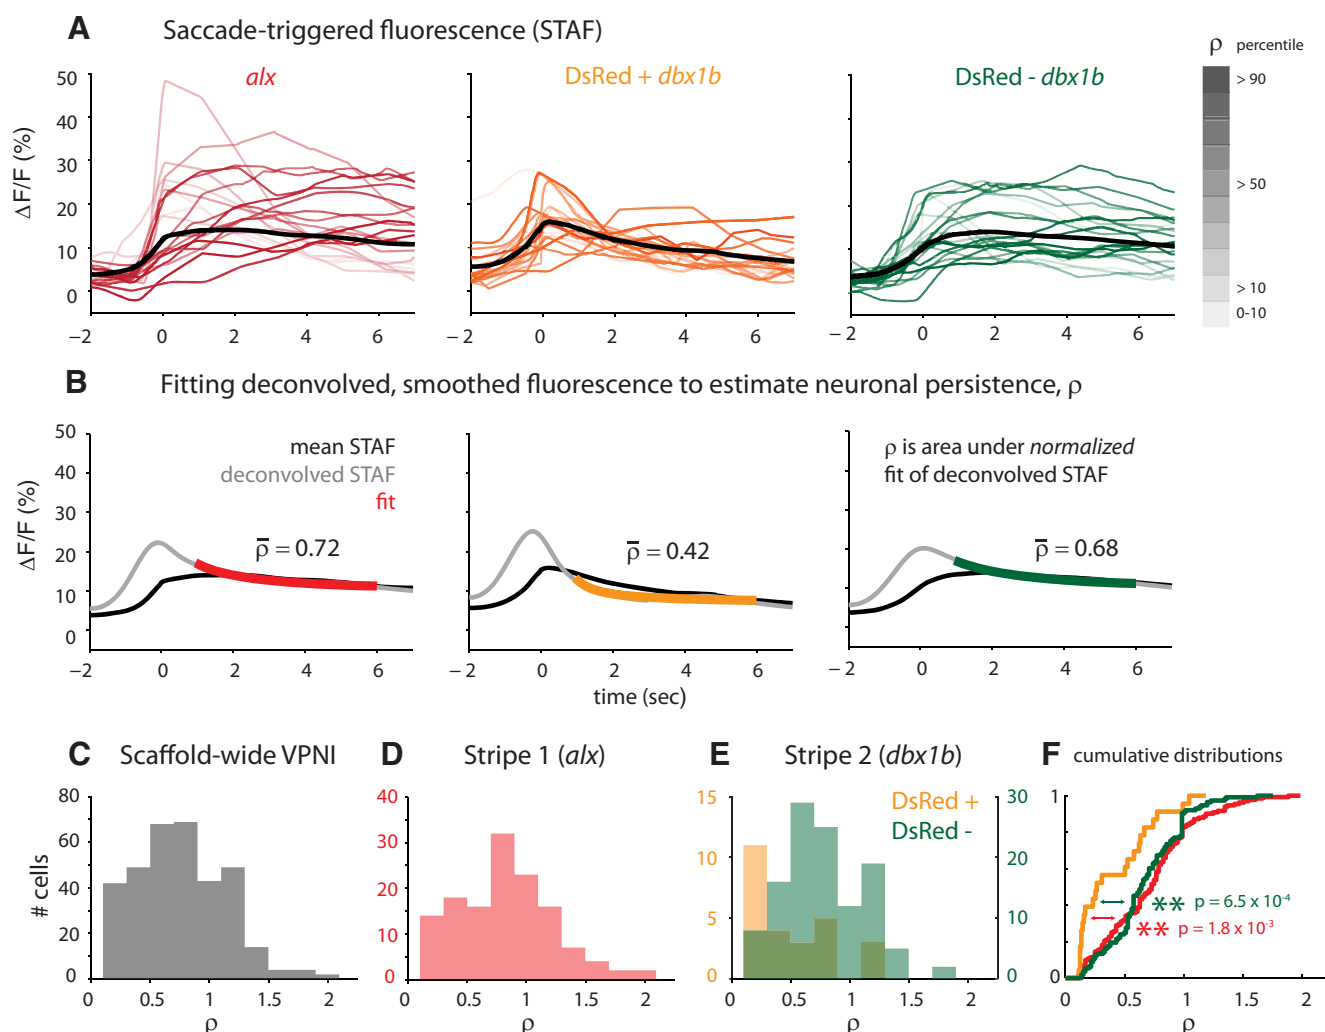 A Saccade-triggered fluorescence (STAF)
ρ percentile
alx
DsRed + dbx1b
DsRed - dbx1b
> 90
> 50
> 10
0-10
ΔF/F (%)
50
40
30
20
10
0
−2 0 2 4 6
−2 0 2 4 6
−2 0 2 4 6
B Fitting deconvolved, smoothed fluorescence to estimate neuronal persistence, ρ
ΔF/F (%)
50
40
30
20
10
0
mean STAF
deconvolved STAF
fit
ρ̄ = 0.72
ρ̄ = 0.42
ρ is area under normalized
fit of deconvolved STAF
ρ̄ = 0.68
−2 0 2 4 6
−2 0 2 4 6
−2 0 2 4 6
time (sec)
C Scaffold-wide VPNI
# cells
80
60
40
20
0
0 0.5 1 1.5 2
ρ
D Stripe 1 (alx)
40
30
20
10
0
0 0.5 1 1.5 2
ρ
E Stripe 2 (dbx1b)
DsRed +
DsRed -
15
10
5
0
30
20
10
0
0 0.5 1 1.5 2
ρ
F cumulative distributions
1
0
** p = 6.5 x 10-4
** p = 1.8 x 10-3
0 0.5 1 1.5 2
ρ